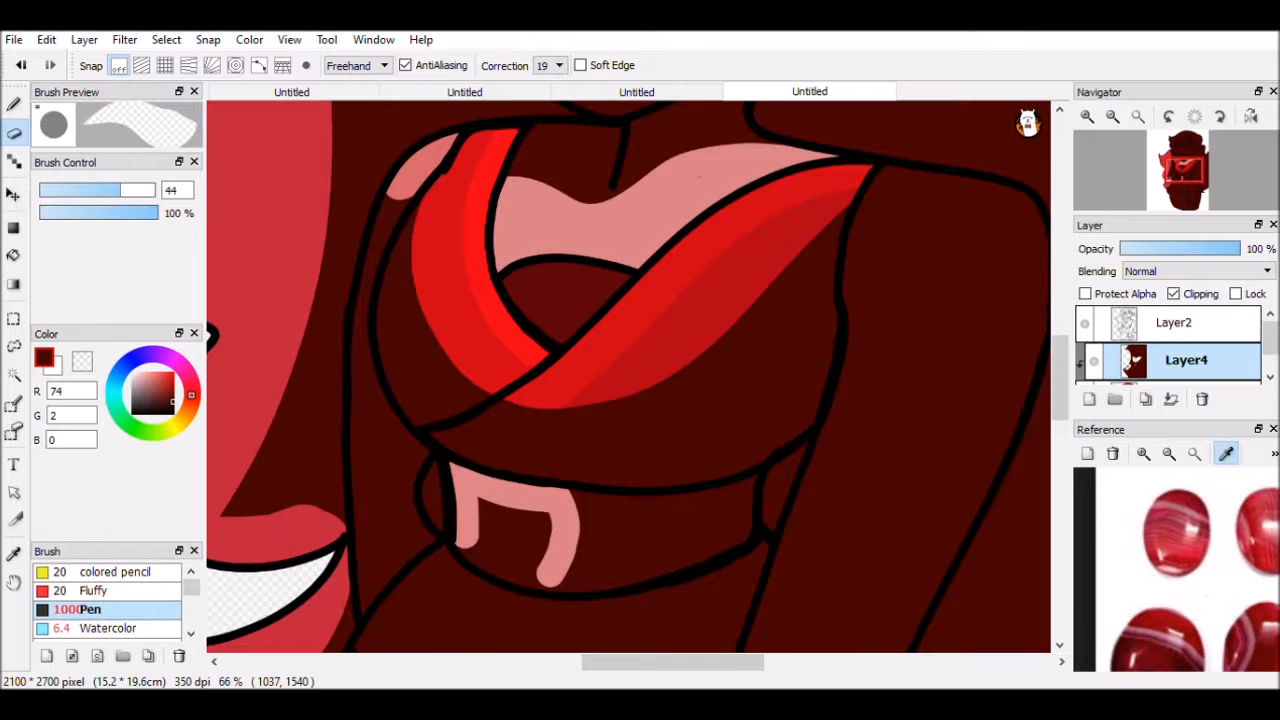 File Edit Layer Filter Select Snap Color View Tool Window Help
Snap off Freehand AntiAliasing Correction 19 Soft Edge
Brush Preview Untitled Untitled Untitled Untitled Navigator
*
Brush Control
44
100 %
Layer
Opacity 100 %
Blending Normal
Protect Alpha Clipping Lock
Layer2
Color
Layer4
R 74
G 2
B 0
Reference
Brush
20 colored pencil
20 Fluffy
1000 Pen
6.4 Watercolor
2100 * 2700 pixel (15.2 * 19.6cm) 350 dpi 66 % ( 1037, 1540 )